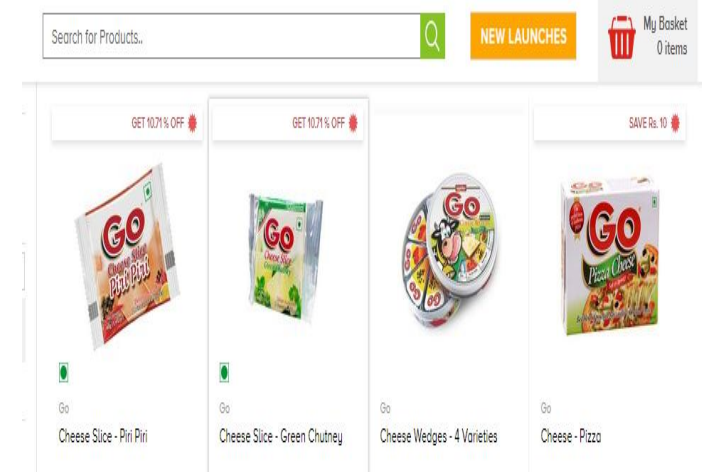 Search for Products..
NEW LAUNCHES
My Basket
0 items
GET 10.71 % OFF
GET 10.71 % OFF
SAVE Rs. 10
GO
Cheese Slice
Piri Piri
GO
Cheese Slice
GO
GO
Pizza Cheese
Go
Cheese Slice - Piri Piri
Go
Cheese Slice - Green Chutney
Go
Cheese Wedges - 4 Varieties
Go
Cheese - Pizza